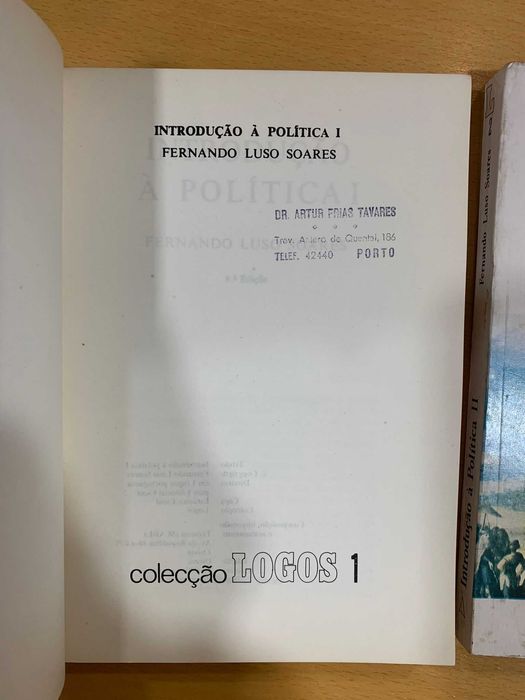 INTRODUÇÃO À POLÍTICA I
FERNANDO LUSO SOARES
DR. ARTUR FRIAS TAVARES
Trav. Antero de Quental, 186
TELEF. 42440 PORTO
colecção LOGOS 1
Introdução à Política II
Fernando Luso Soares
2